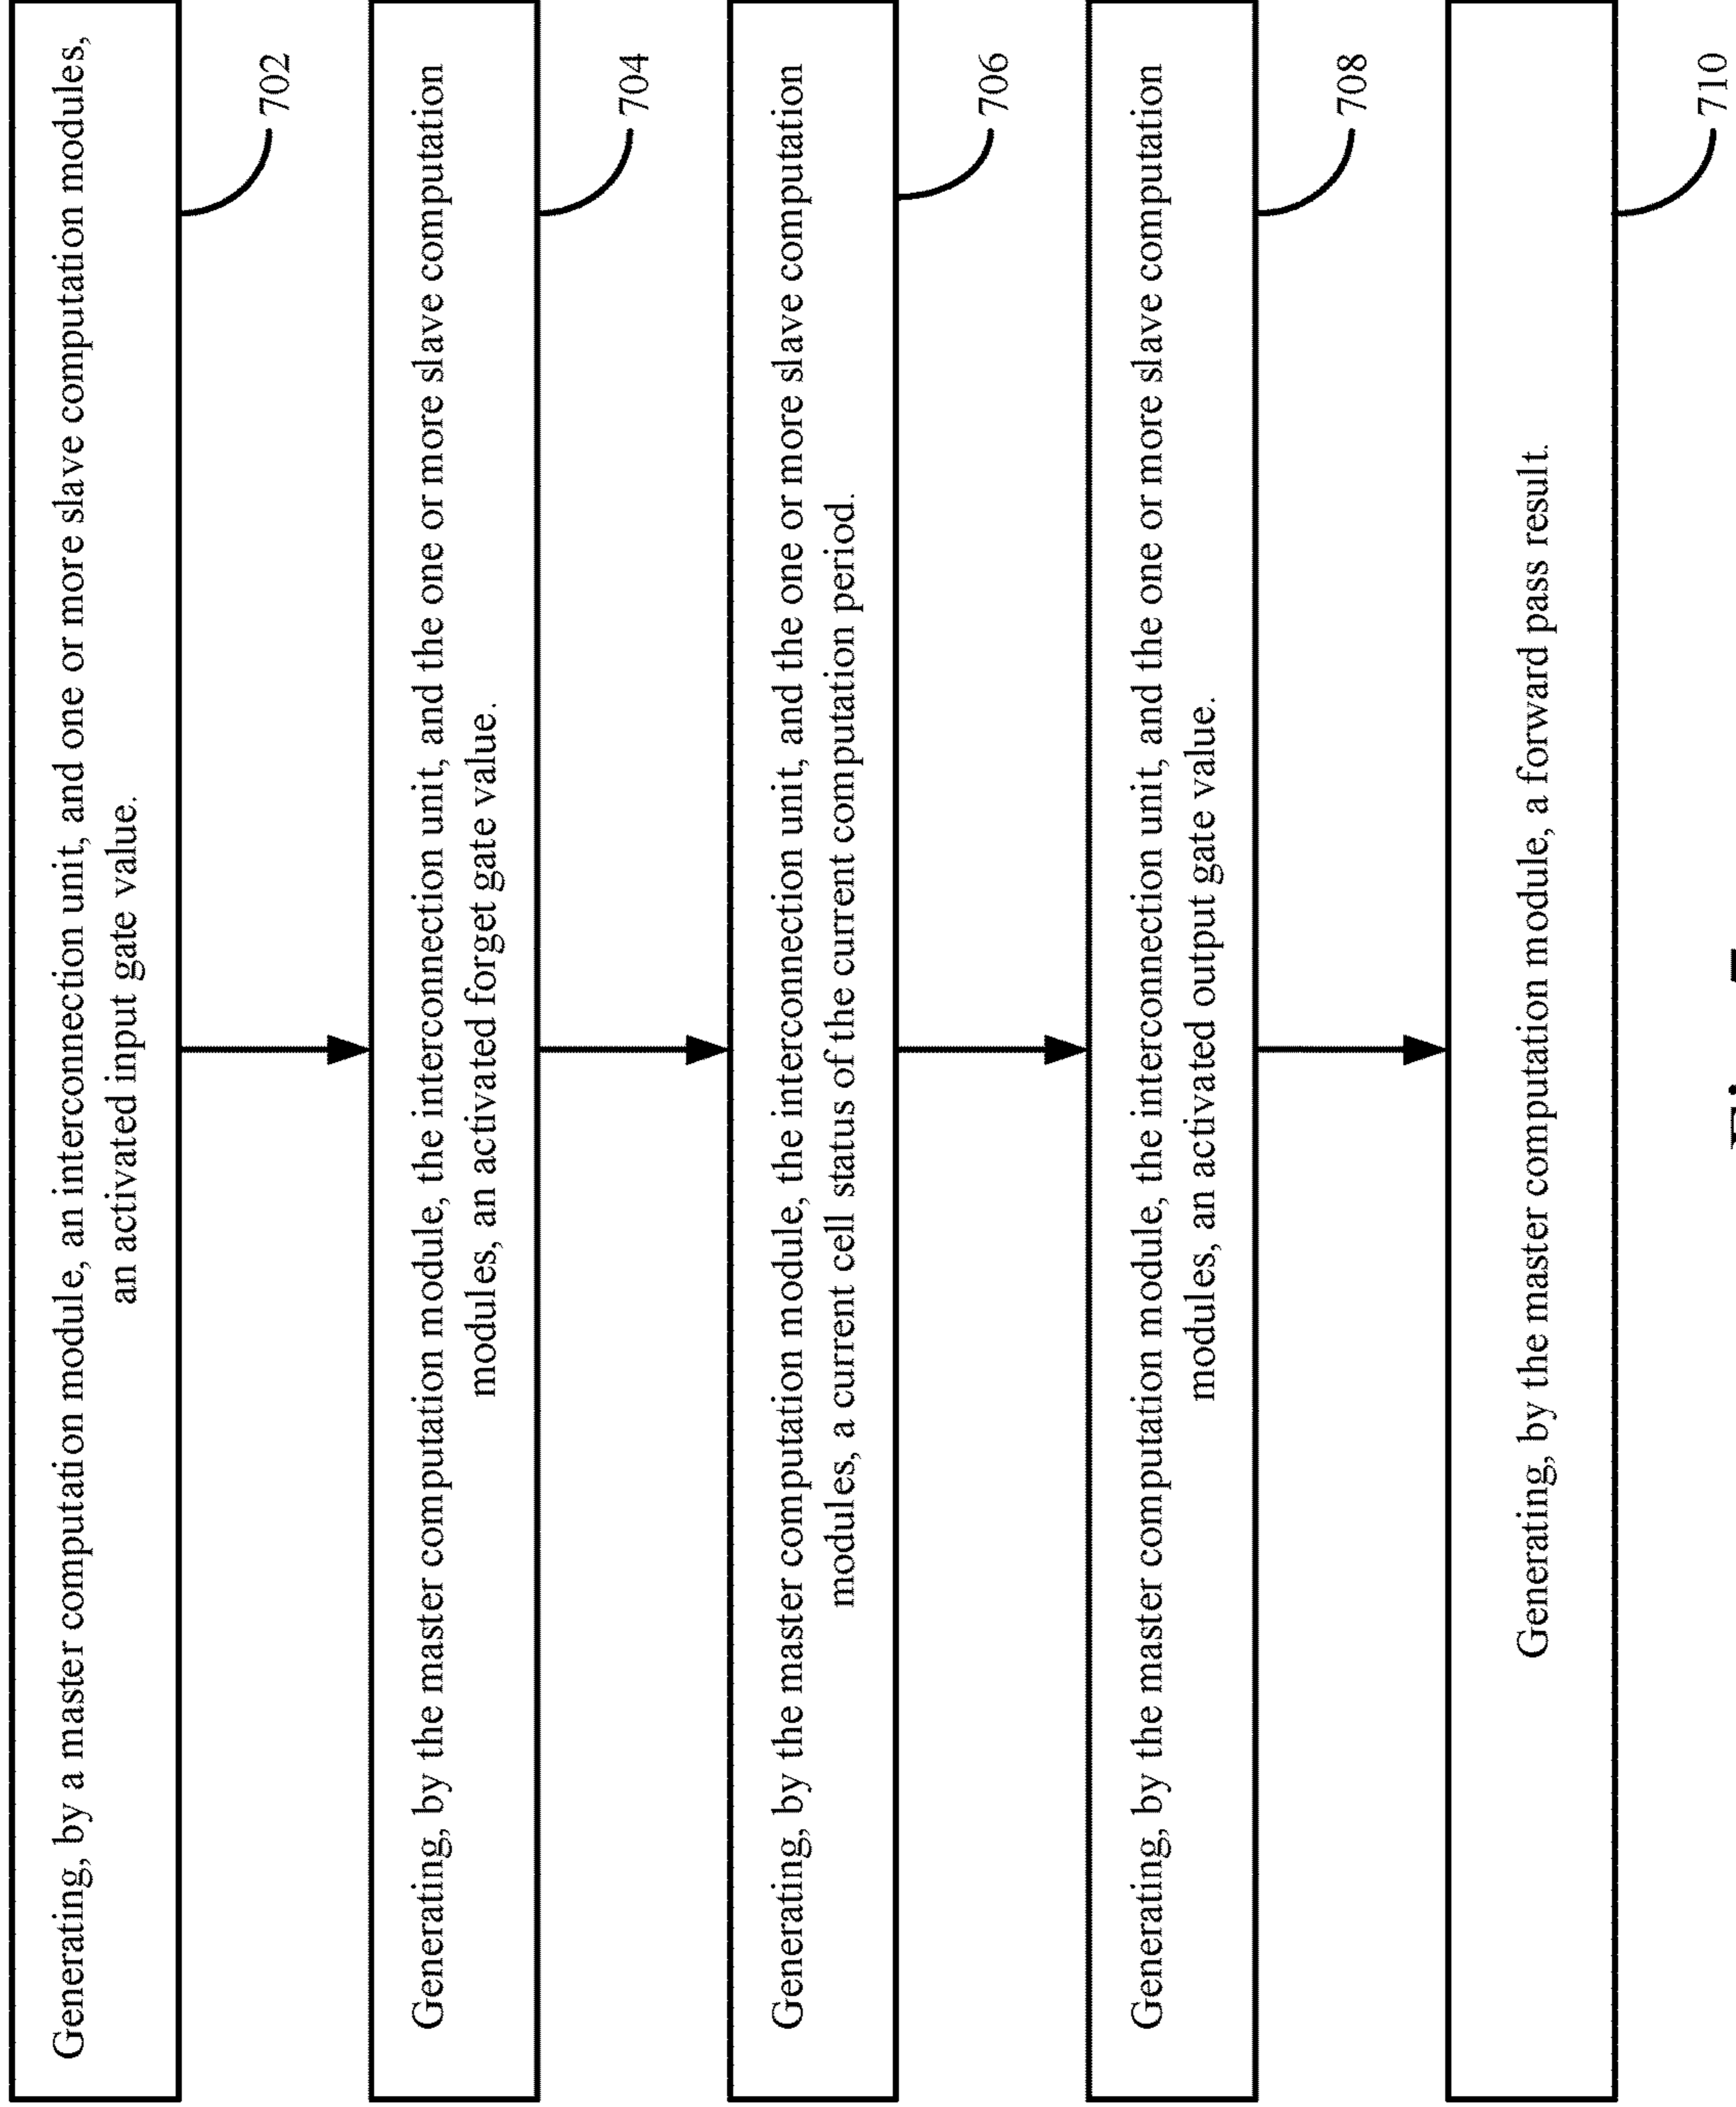 Generating, by a master computation module, an interconnection unit, and one or more slave computation modules,
an activated input gate value.
702
Generating, by the master computation module, the interconnection unit, and the one or more slave computation
modules, an activated forget gate value.
704
Generating, by the master computation module, the interconnection unit, and the one or more slave computation
modules, a current cell status of the current computation period.
706
Generating, by the master computation module, the interconnection unit, and the one or more slave computation
modules, an activated output gate value.
708
Generating, by the master computation module, a forward pass result.
710